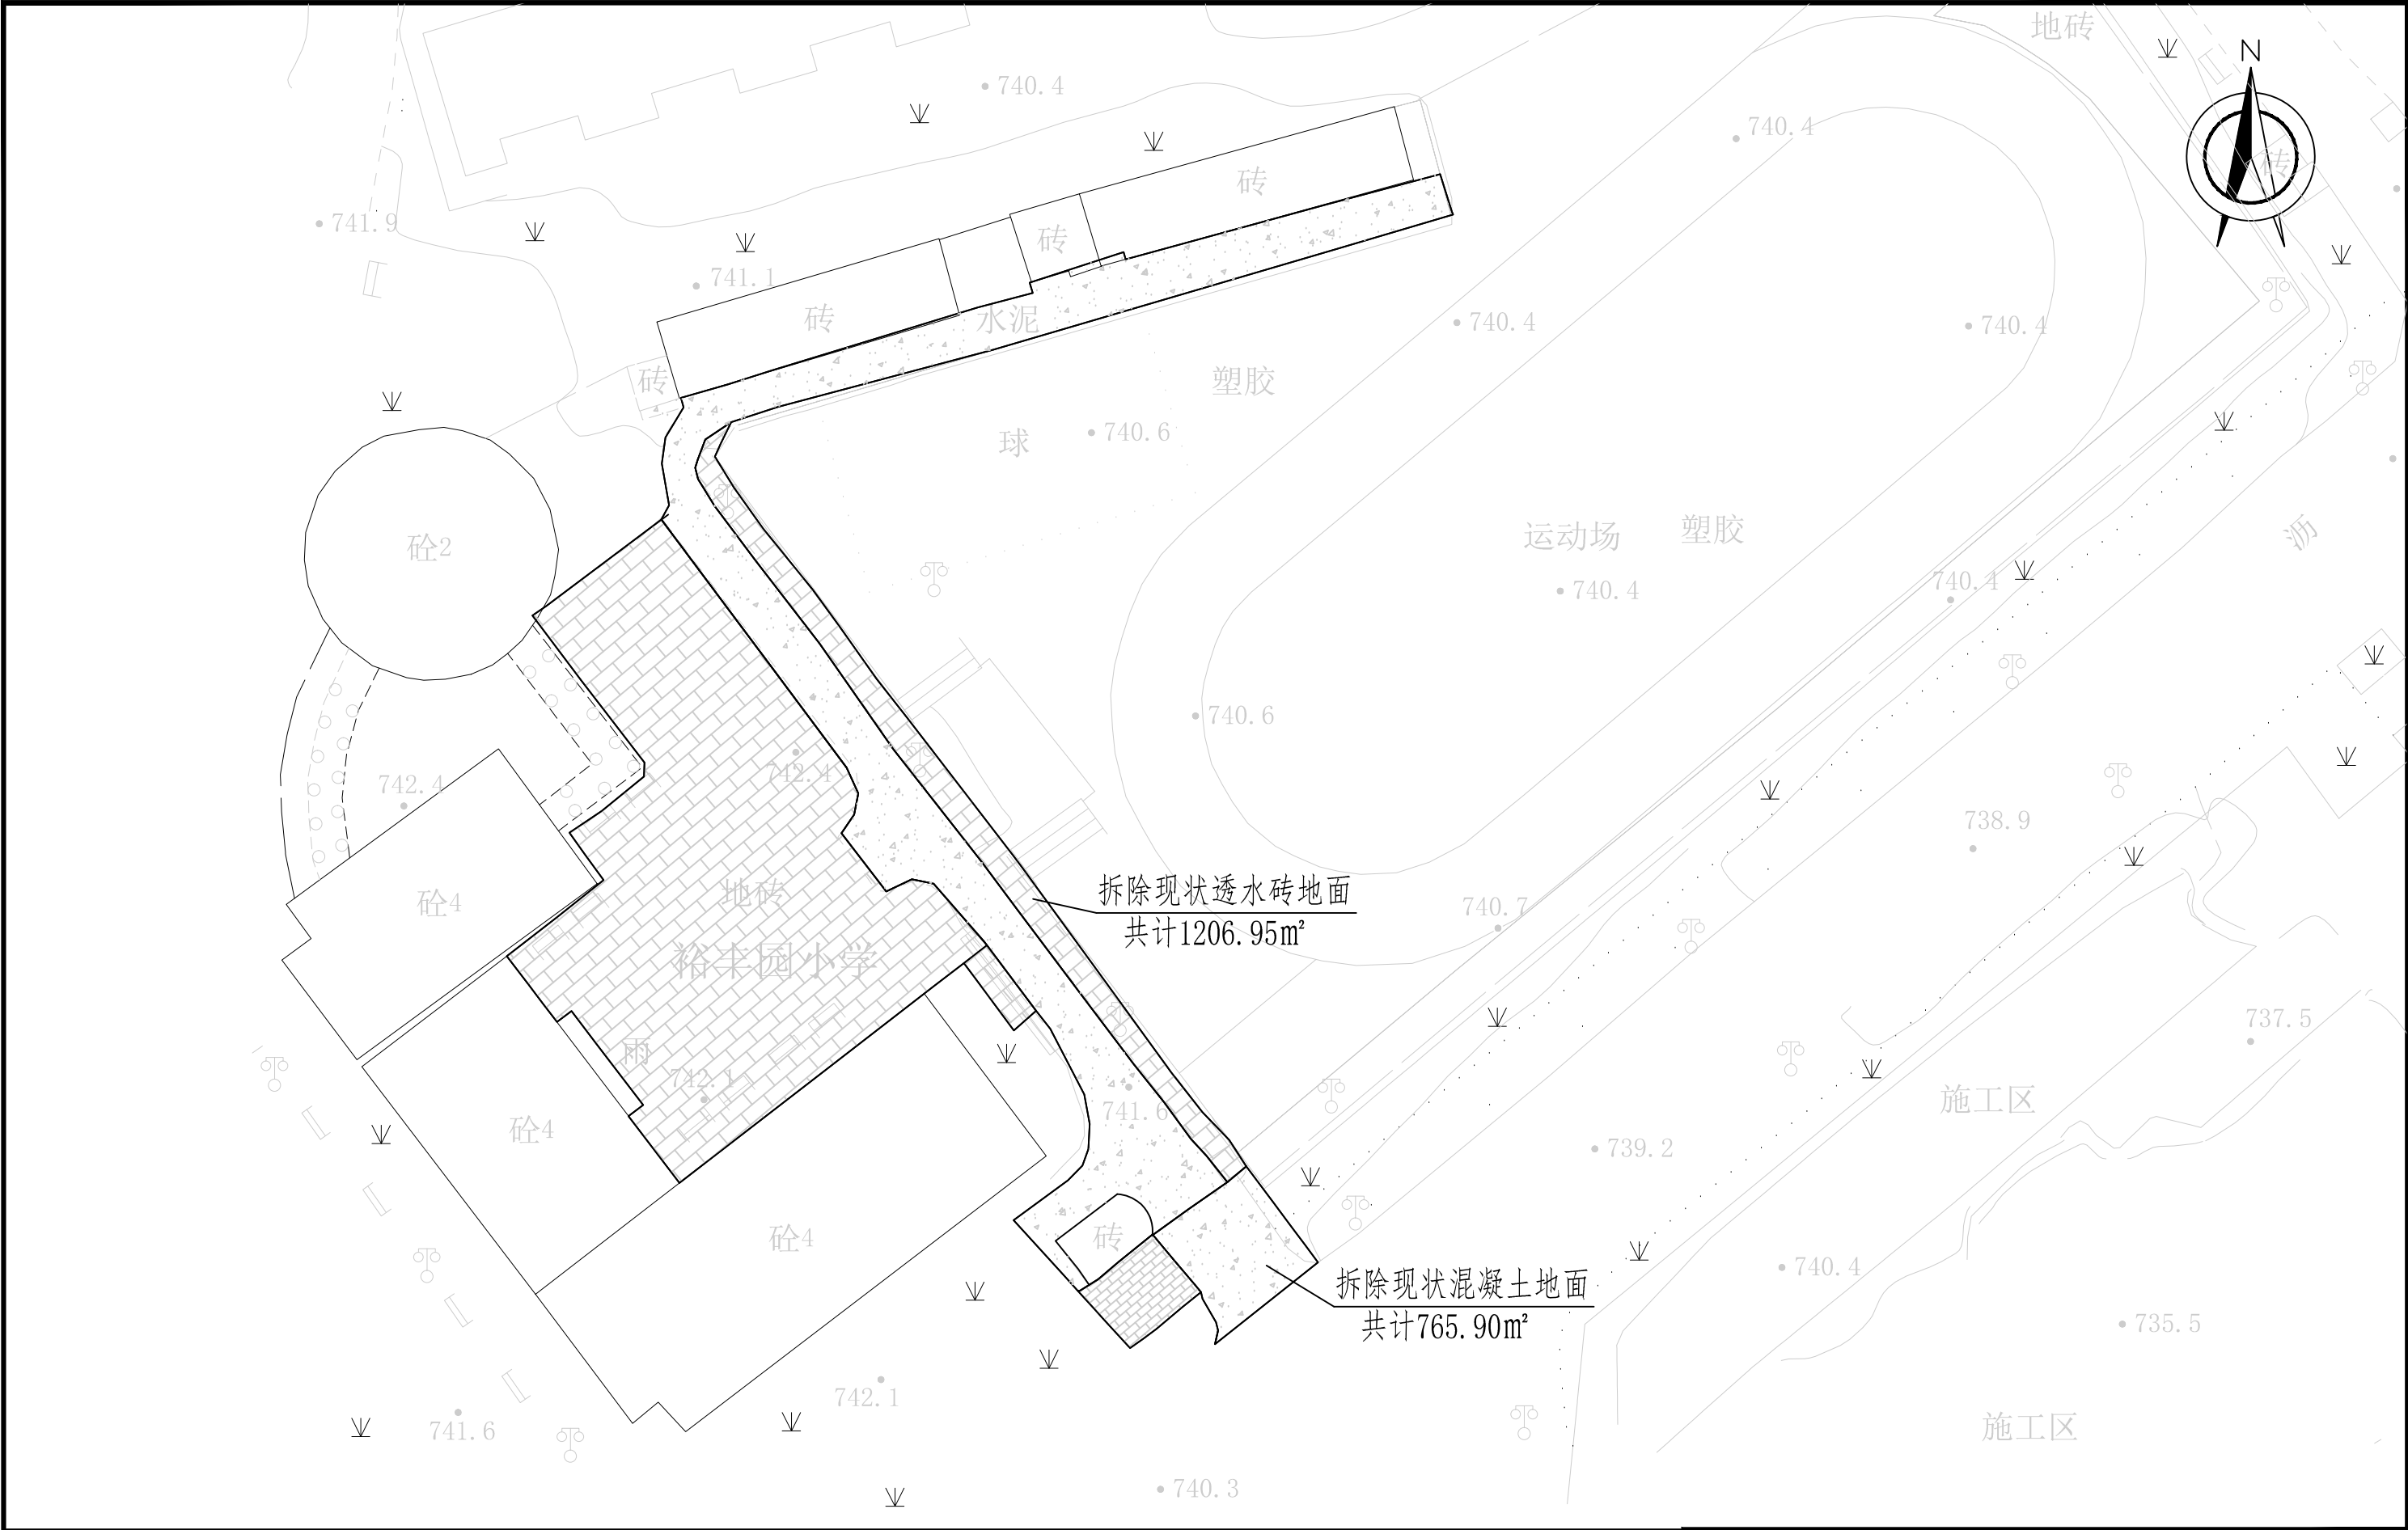 地砖
N
740.4
740.4
砖
砖
741.9
砖
741.1
砖
水泥
740.4
740.4
砖
塑胶
球
740.6
运动场
塑胶
沥
砼2
740.4
740.4
740.6
742.4
742.4
738.9
地砖
砼4
拆除现状透水砖地面
共计1206.95㎡
740.7
裕丰园小学
737.5
雨
742.1
741.6
施工区
砼4
739.2
砼4
砖
740.4
拆除现状混凝土地面
共计765.90㎡
735.5
742.1
741.6
施工区
740.3